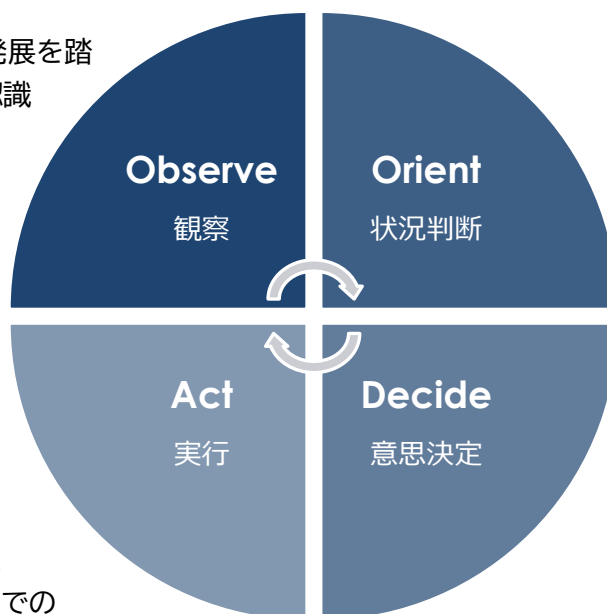 発展を踏
認識
Observe
観察
Orient
状況判断
Act
実行
Decide
意思決定
での